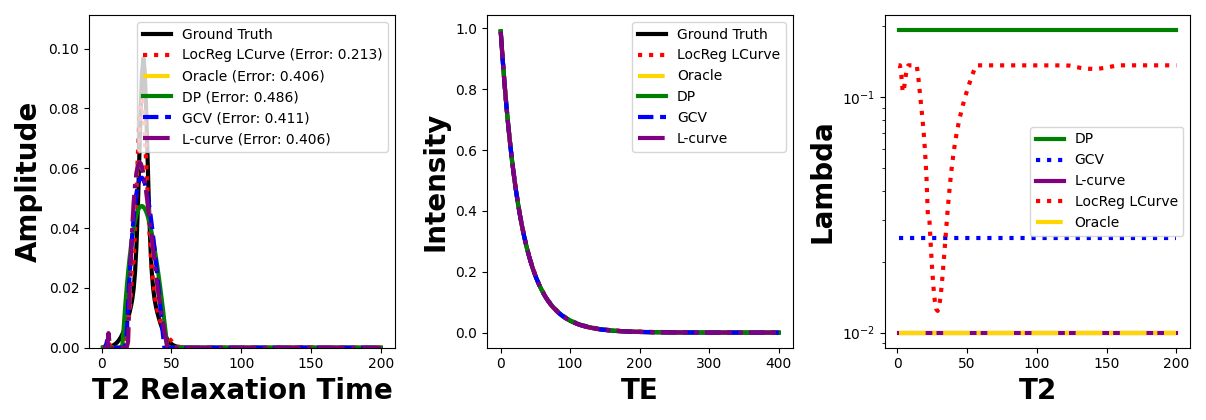 Amplitude
0.10
0.08
0.06
0.04
0.02
0.00
Ground Truth
LocReg LCurve (Error: 0.213)
Oracle (Error: 0.406)
DP (Error: 0.486)
GCV (Error: 0.411)
L-curve (Error: 0.406)
0 50 100 150 200
T2 Relaxation Time
Intensity
1.0
0.8
0.6
0.4
0.2
0.0
Ground Truth
LocReg LCurve
Oracle
DP
GCV
L-curve
0 100 200 300 400
TE
Lambda
10⁻¹
10⁻²
DP
GCV
L-curve
LocReg LCurve
Oracle
0 50 100 150 200
T2